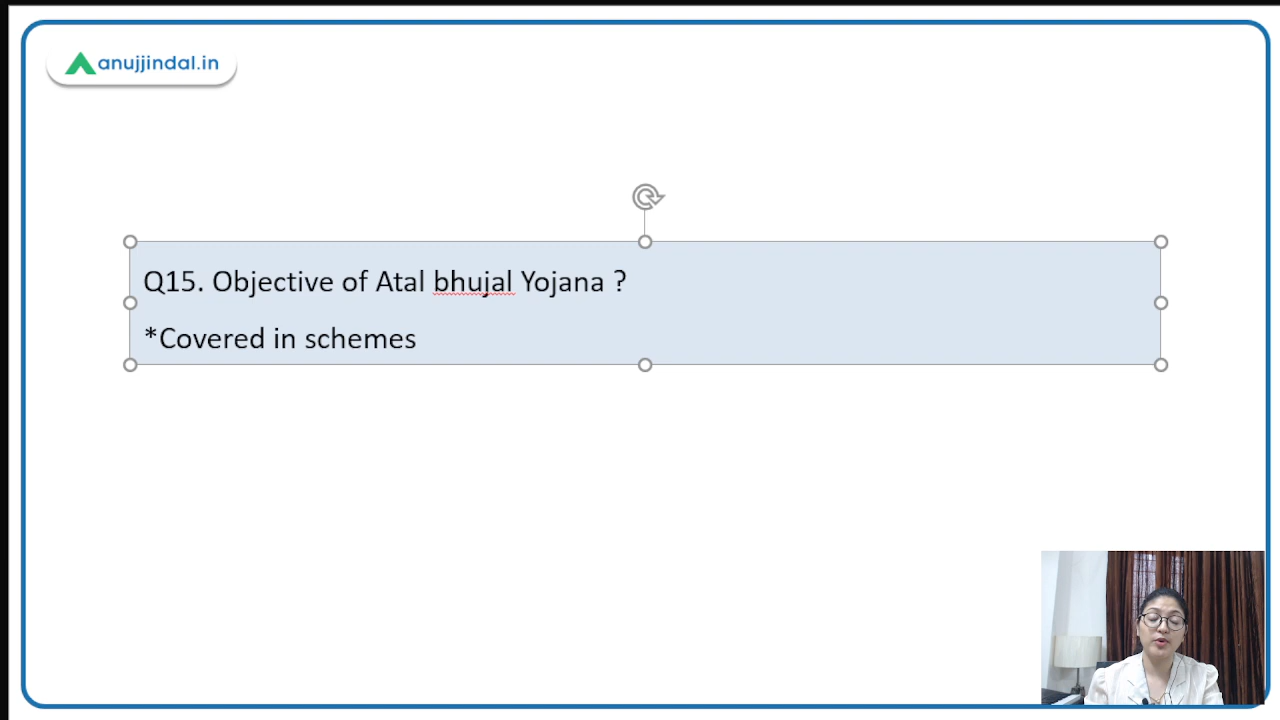 anujjindal.in
Q15. Objective of Atal bhujal Yojana ?
*Covered in schemes